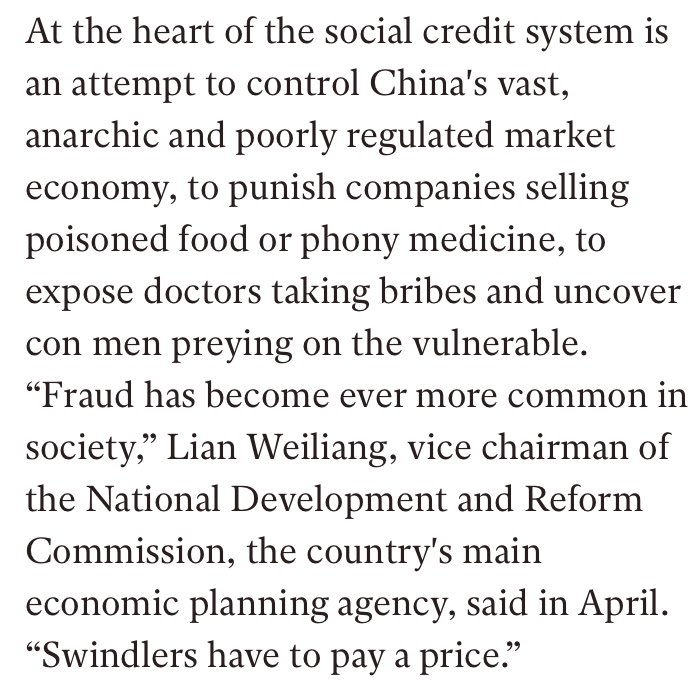 At the heart of the social credit system is
an attempt to control China's vast,
anarchic and poorly regulated market
economy, to punish companies selling
poisoned food or phony medicine, to
expose doctors taking bribes and uncover
con men preying on the vulnerable.
“Fraud has become ever more common in
society,” Lian Weiliang, vice chairman of
the National Development and Reform
Commission, the country's main
economic planning agency, said in April.
“Swindlers have to pay a price.”